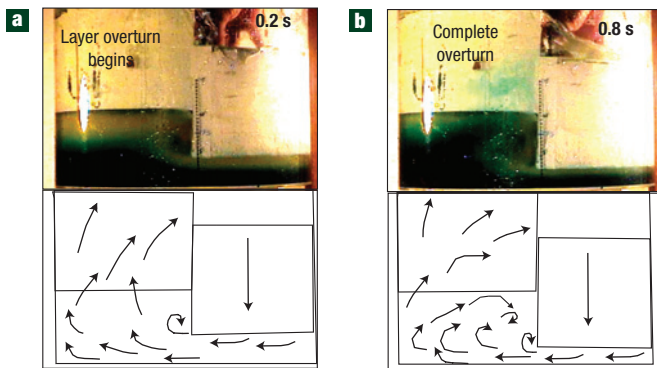 a
Layer overturn
begins
0.2 s
b
Complete
overturn
0.8 s